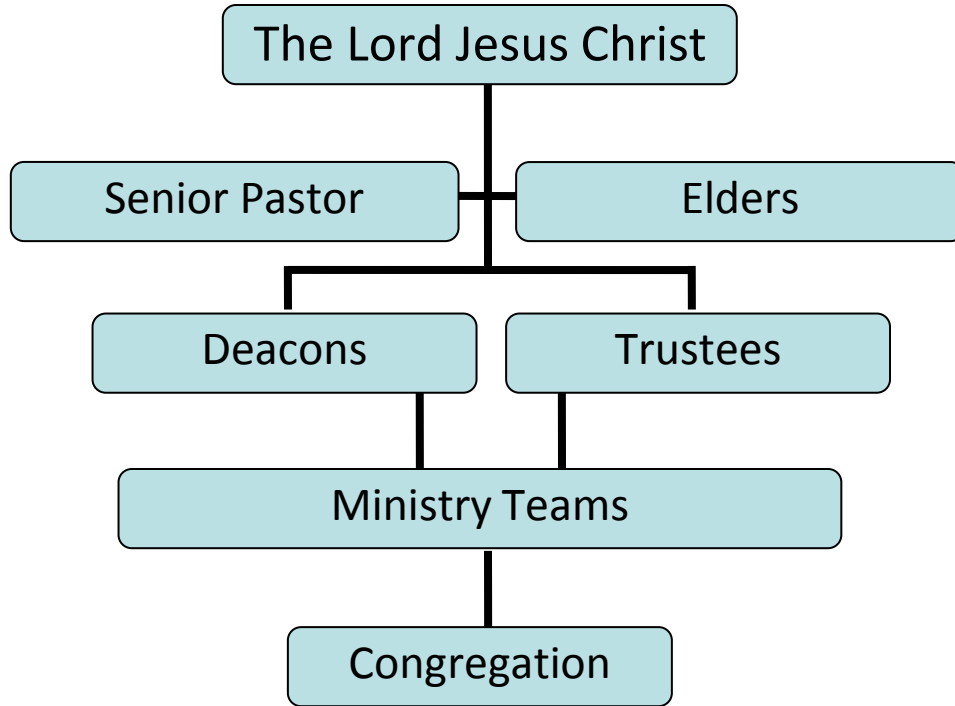 The Lord Jesus Christ
Senior Pastor
Elders
Deacons
Trustees
Ministry Teams
Congregation